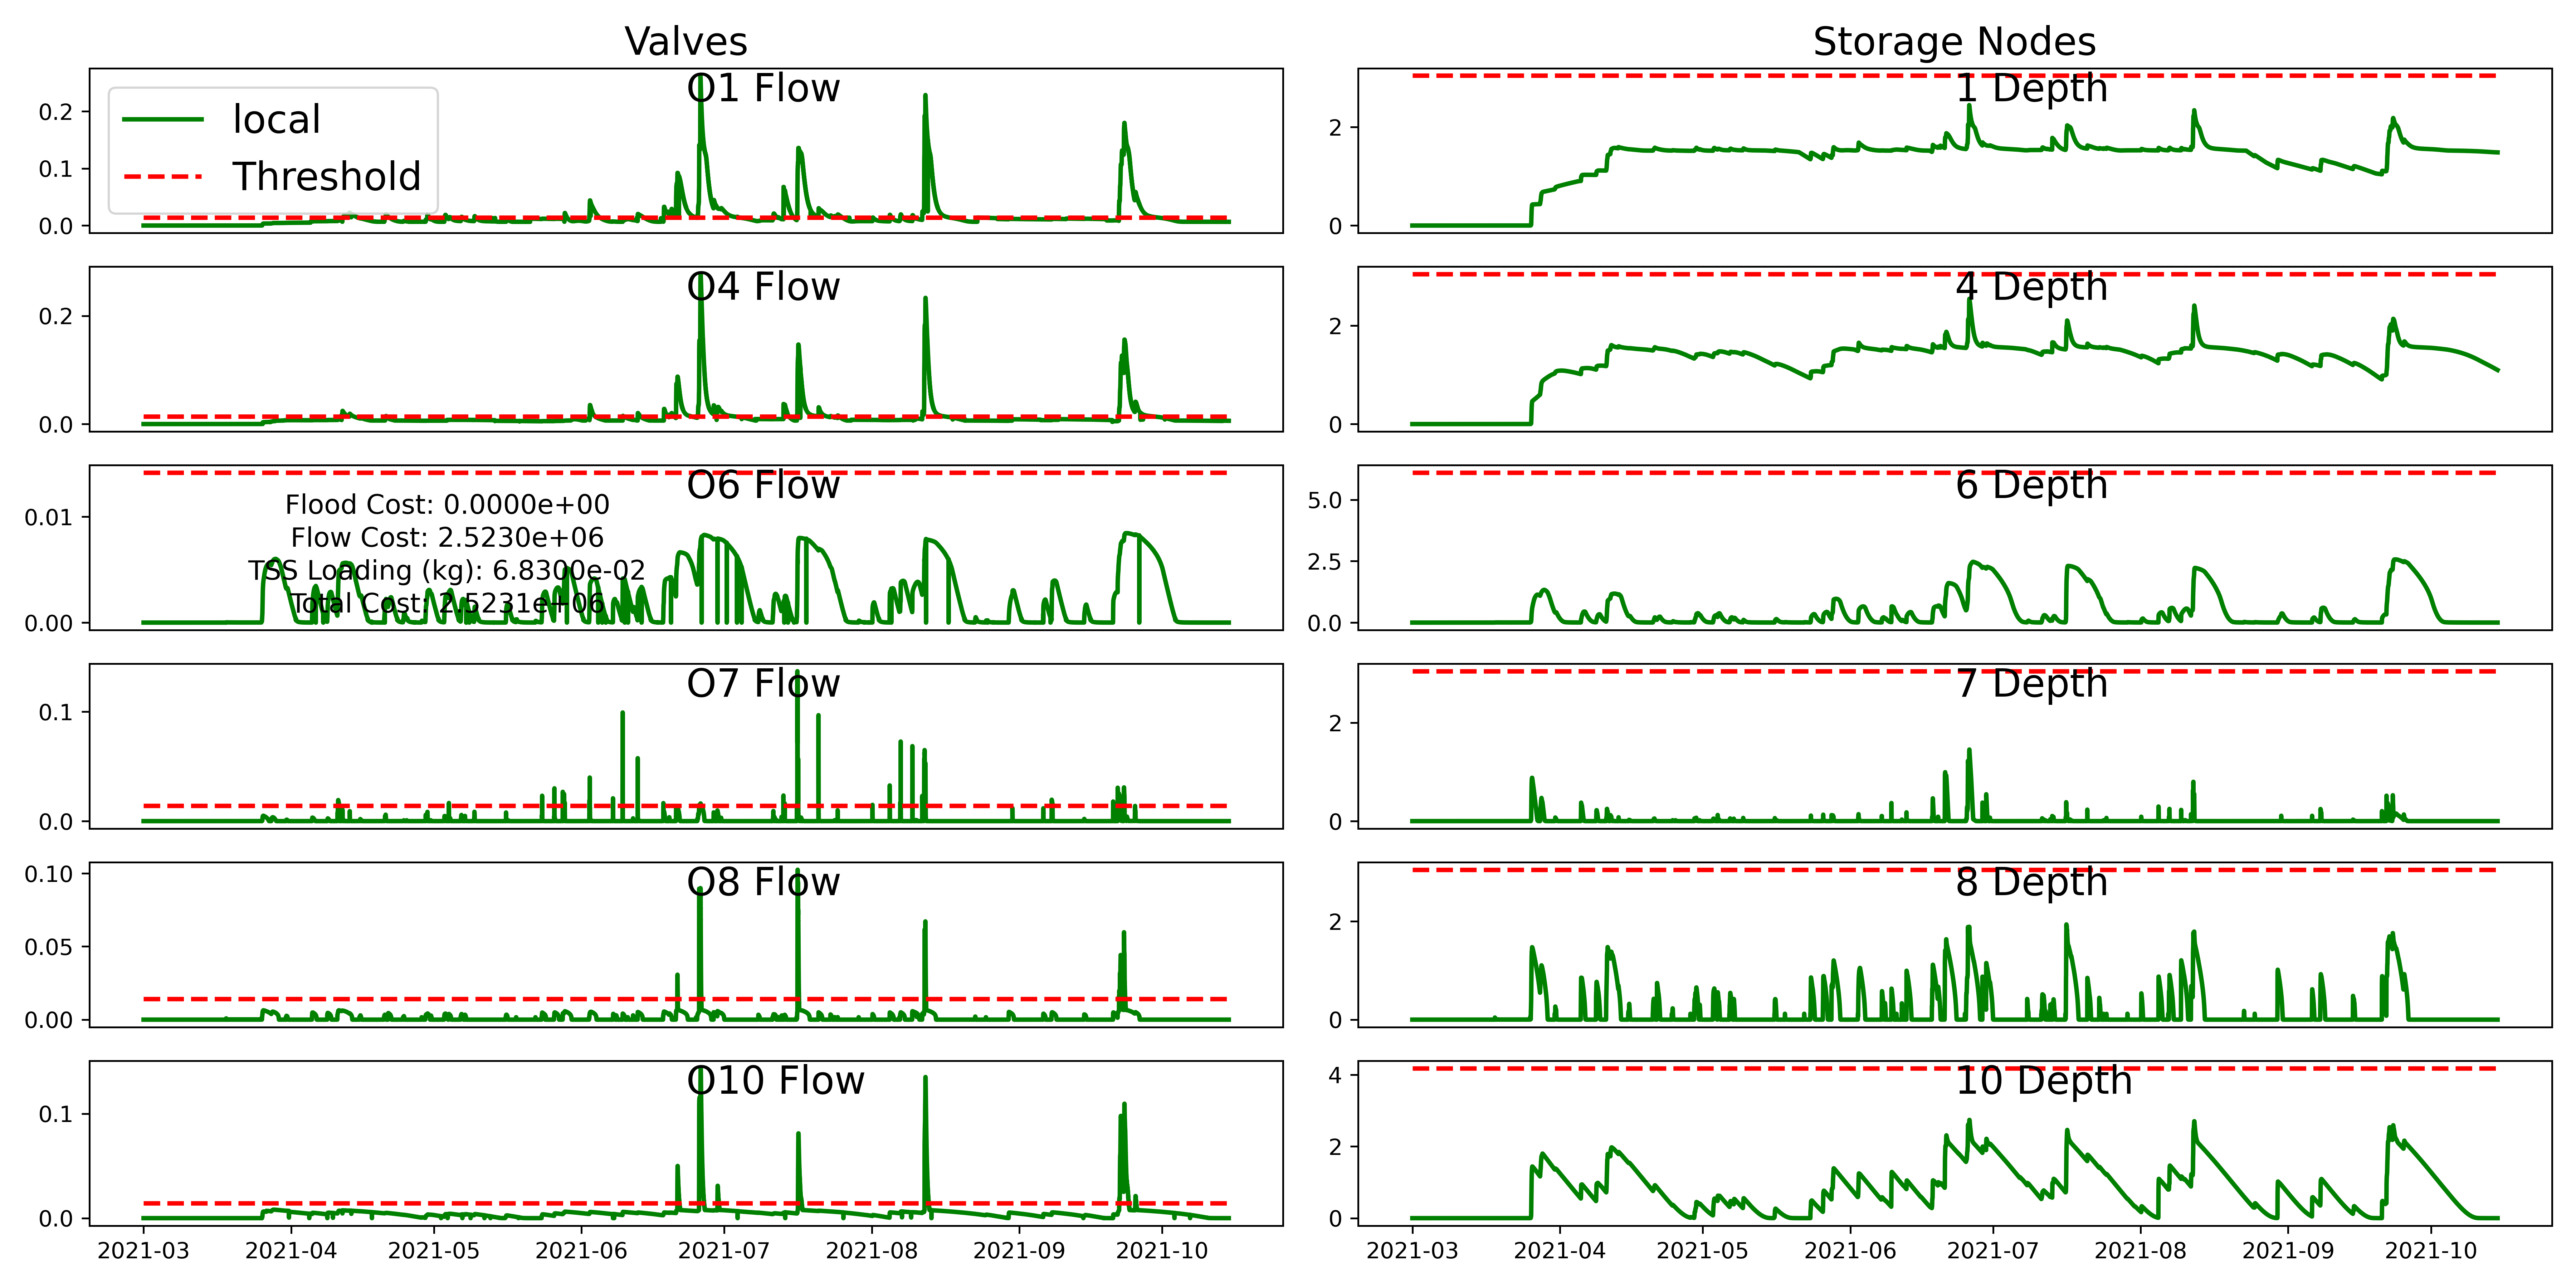 Valves
Storage Nodes
O1 Flow
local
Threshold
0.2
0.1
0.0
1 Depth
2
0
O4 Flow
0.2
0.0
4 Depth
2
0
O6 Flow
0.01
0.00
Flood Cost: 0.0000e+00
Flow Cost: 2.5230e+06
TSS Loading (kg): 6.8300e-02
Total Cost: 2.5231e+06
6 Depth
5.0
2.5
0.0
O7 Flow
0.1
0.0
7 Depth
2
0
O8 Flow
0.10
0.05
0.00
8 Depth
2
0
O10 Flow
0.1
0.0
10 Depth
4
2
0
2021-03 2021-04 2021-05 2021-06 2021-07 2021-08 2021-09 2021-10
2021-03 2021-04 2021-05 2021-06 2021-07 2021-08 2021-09 2021-10